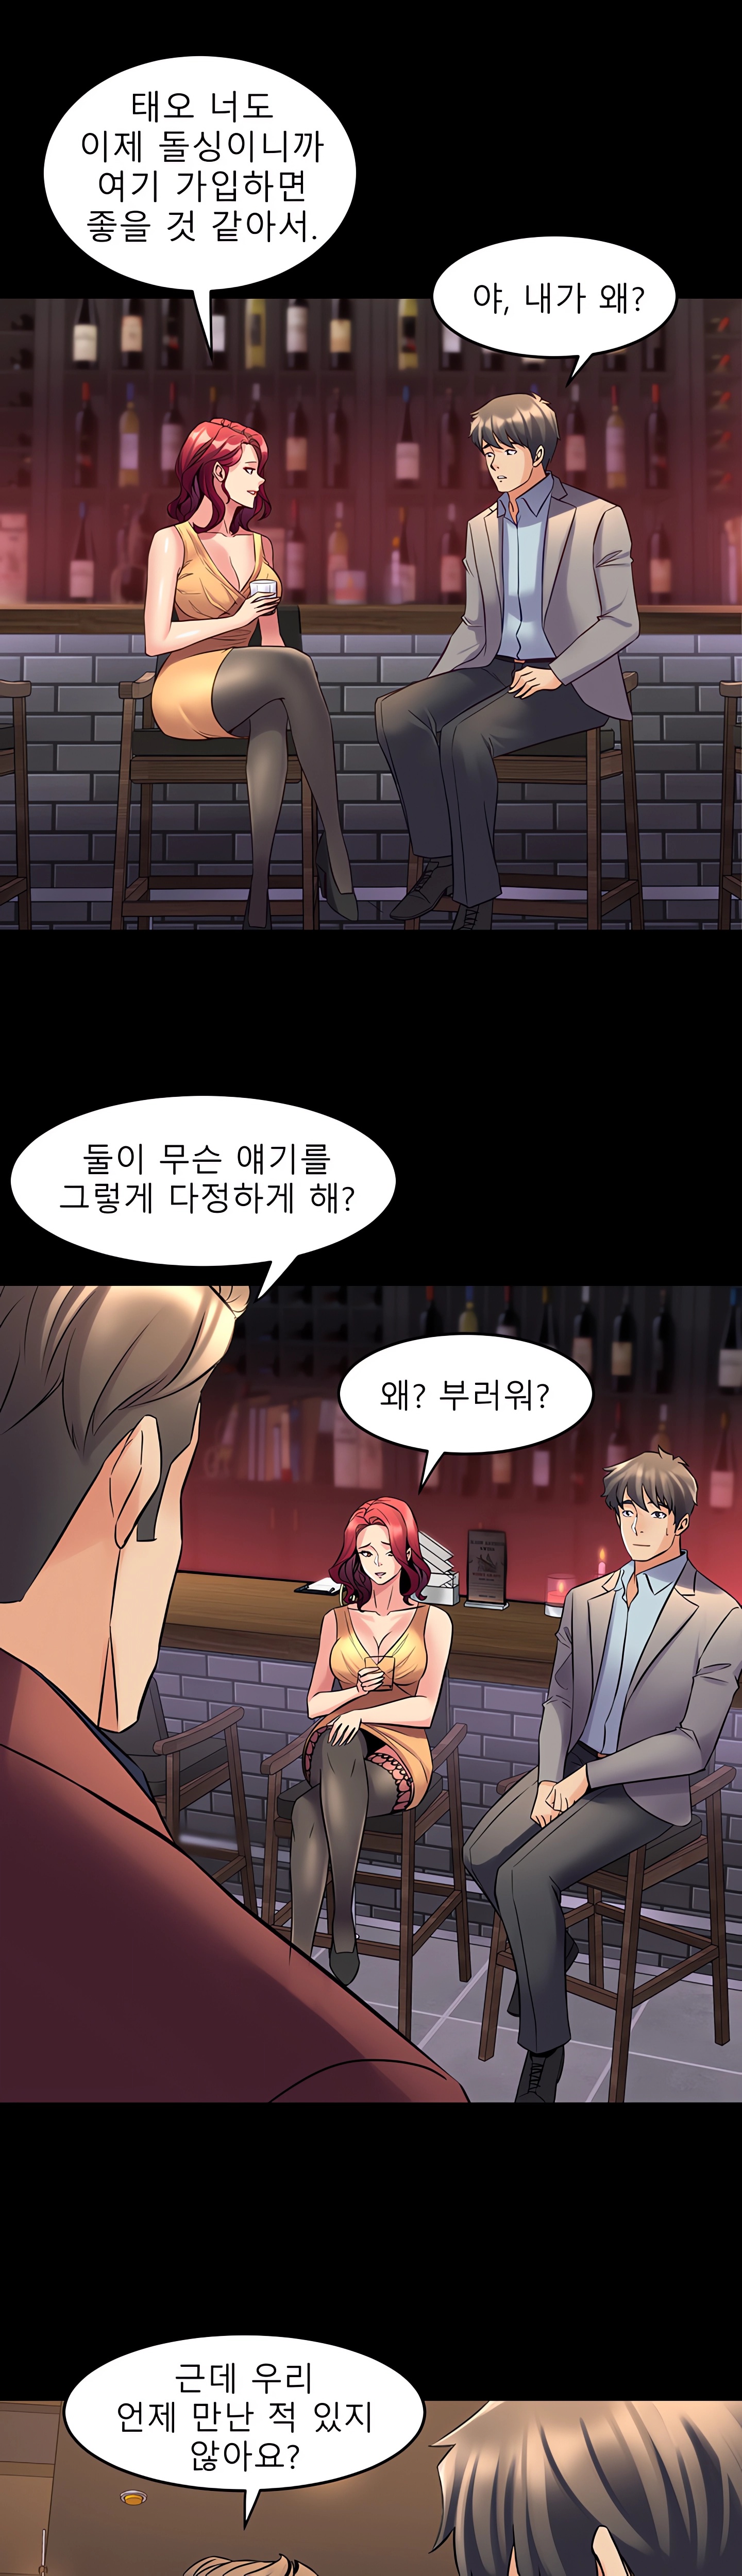 태오 너도
이제 돌싱이니까
여기 가입하면
좋을 것 같아서.
야, 내가 왜?
둘이 무슨 얘기를
그렇게 다정하게 해?
왜? 부러워?
근데 우리
언제 만난 적 있지
않아요?